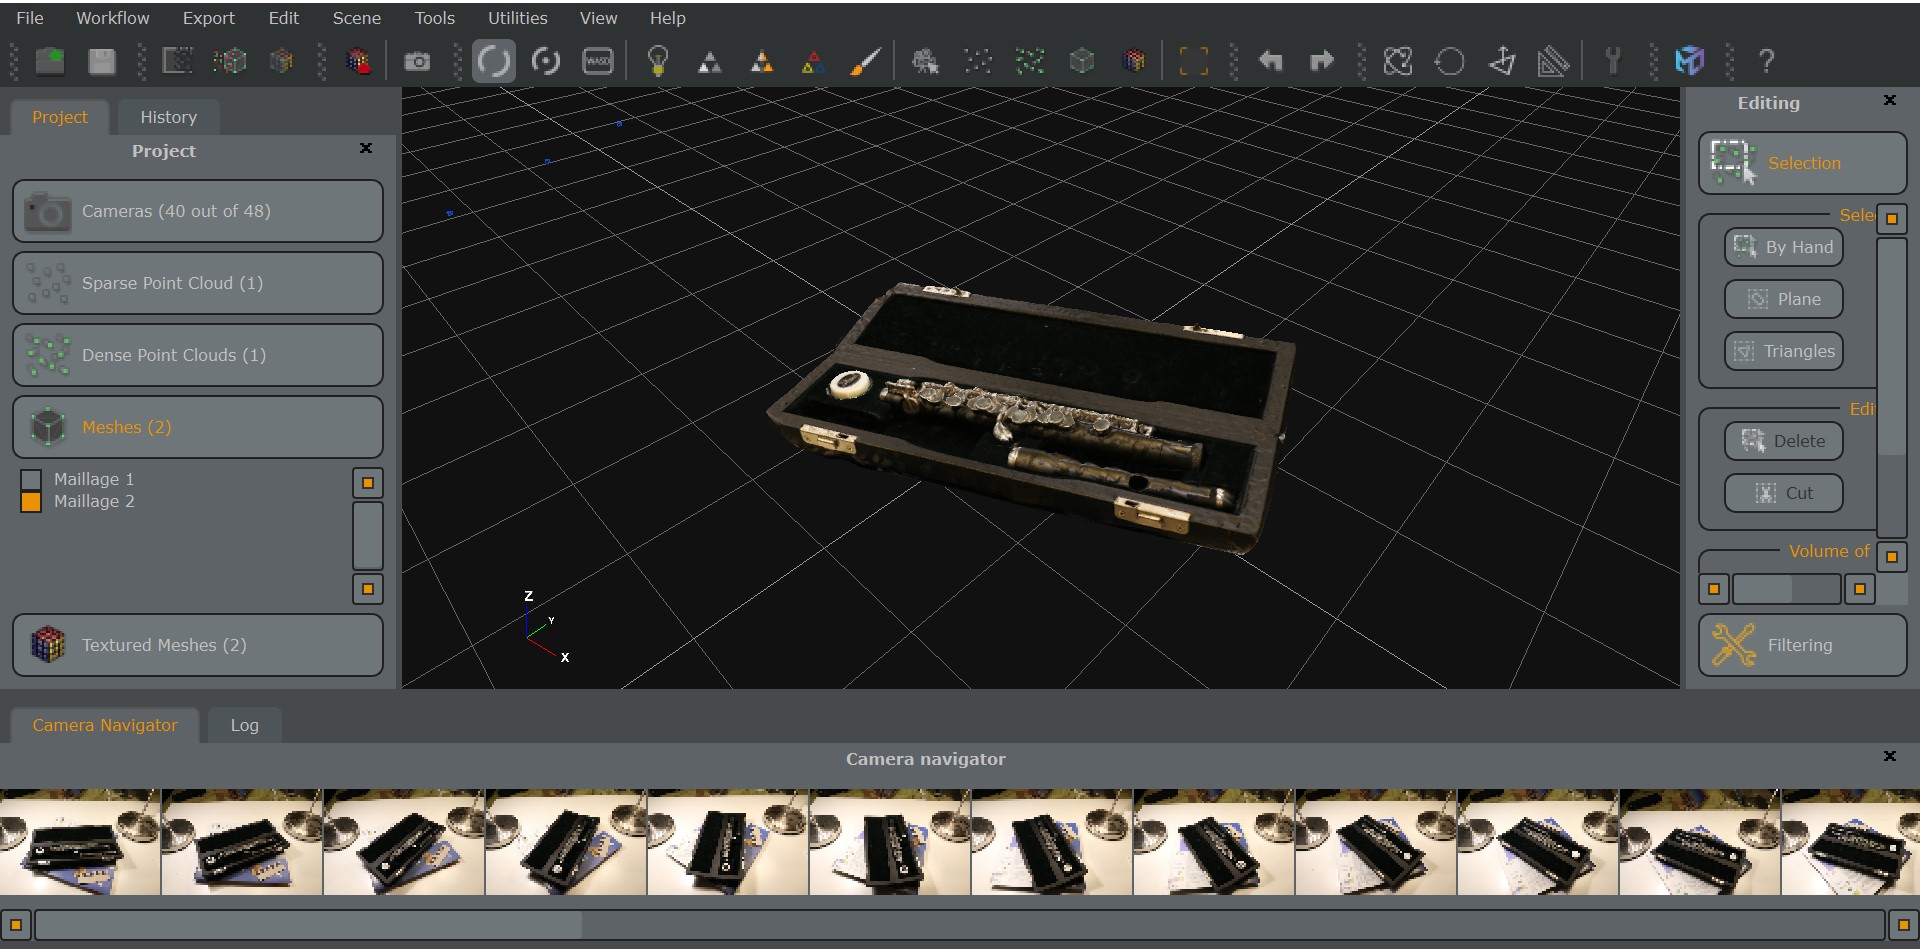 File Workflow Export Edit Scene Tools Utilities View Help
WASD
Project History
Project
Cameras (40 out of 48)
Sparse Point Cloud (1)
Dense Point Clouds (1)
Meshes (2)
Maillage 1
Maillage 2
Textured Meshes (2)
Z
Y
X
Editing
Selection
Sele
By Hand
Plane
Triangles
Edi
Delete
Cut
Volume of
Filtering
Camera Navigator Log
Camera navigator